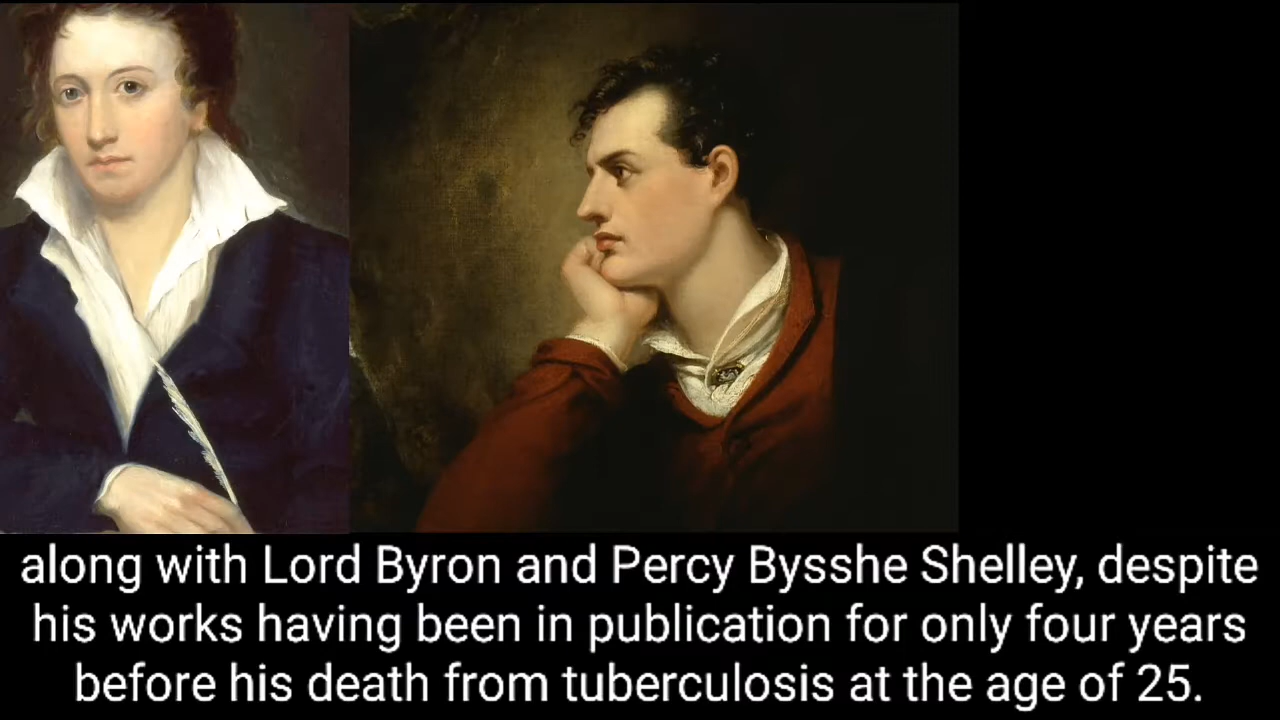 along with Lord Byron and Percy Bysshe Shelley, despite
his works having been in publication for only four years
before his death from tuberculosis at the age of 25.